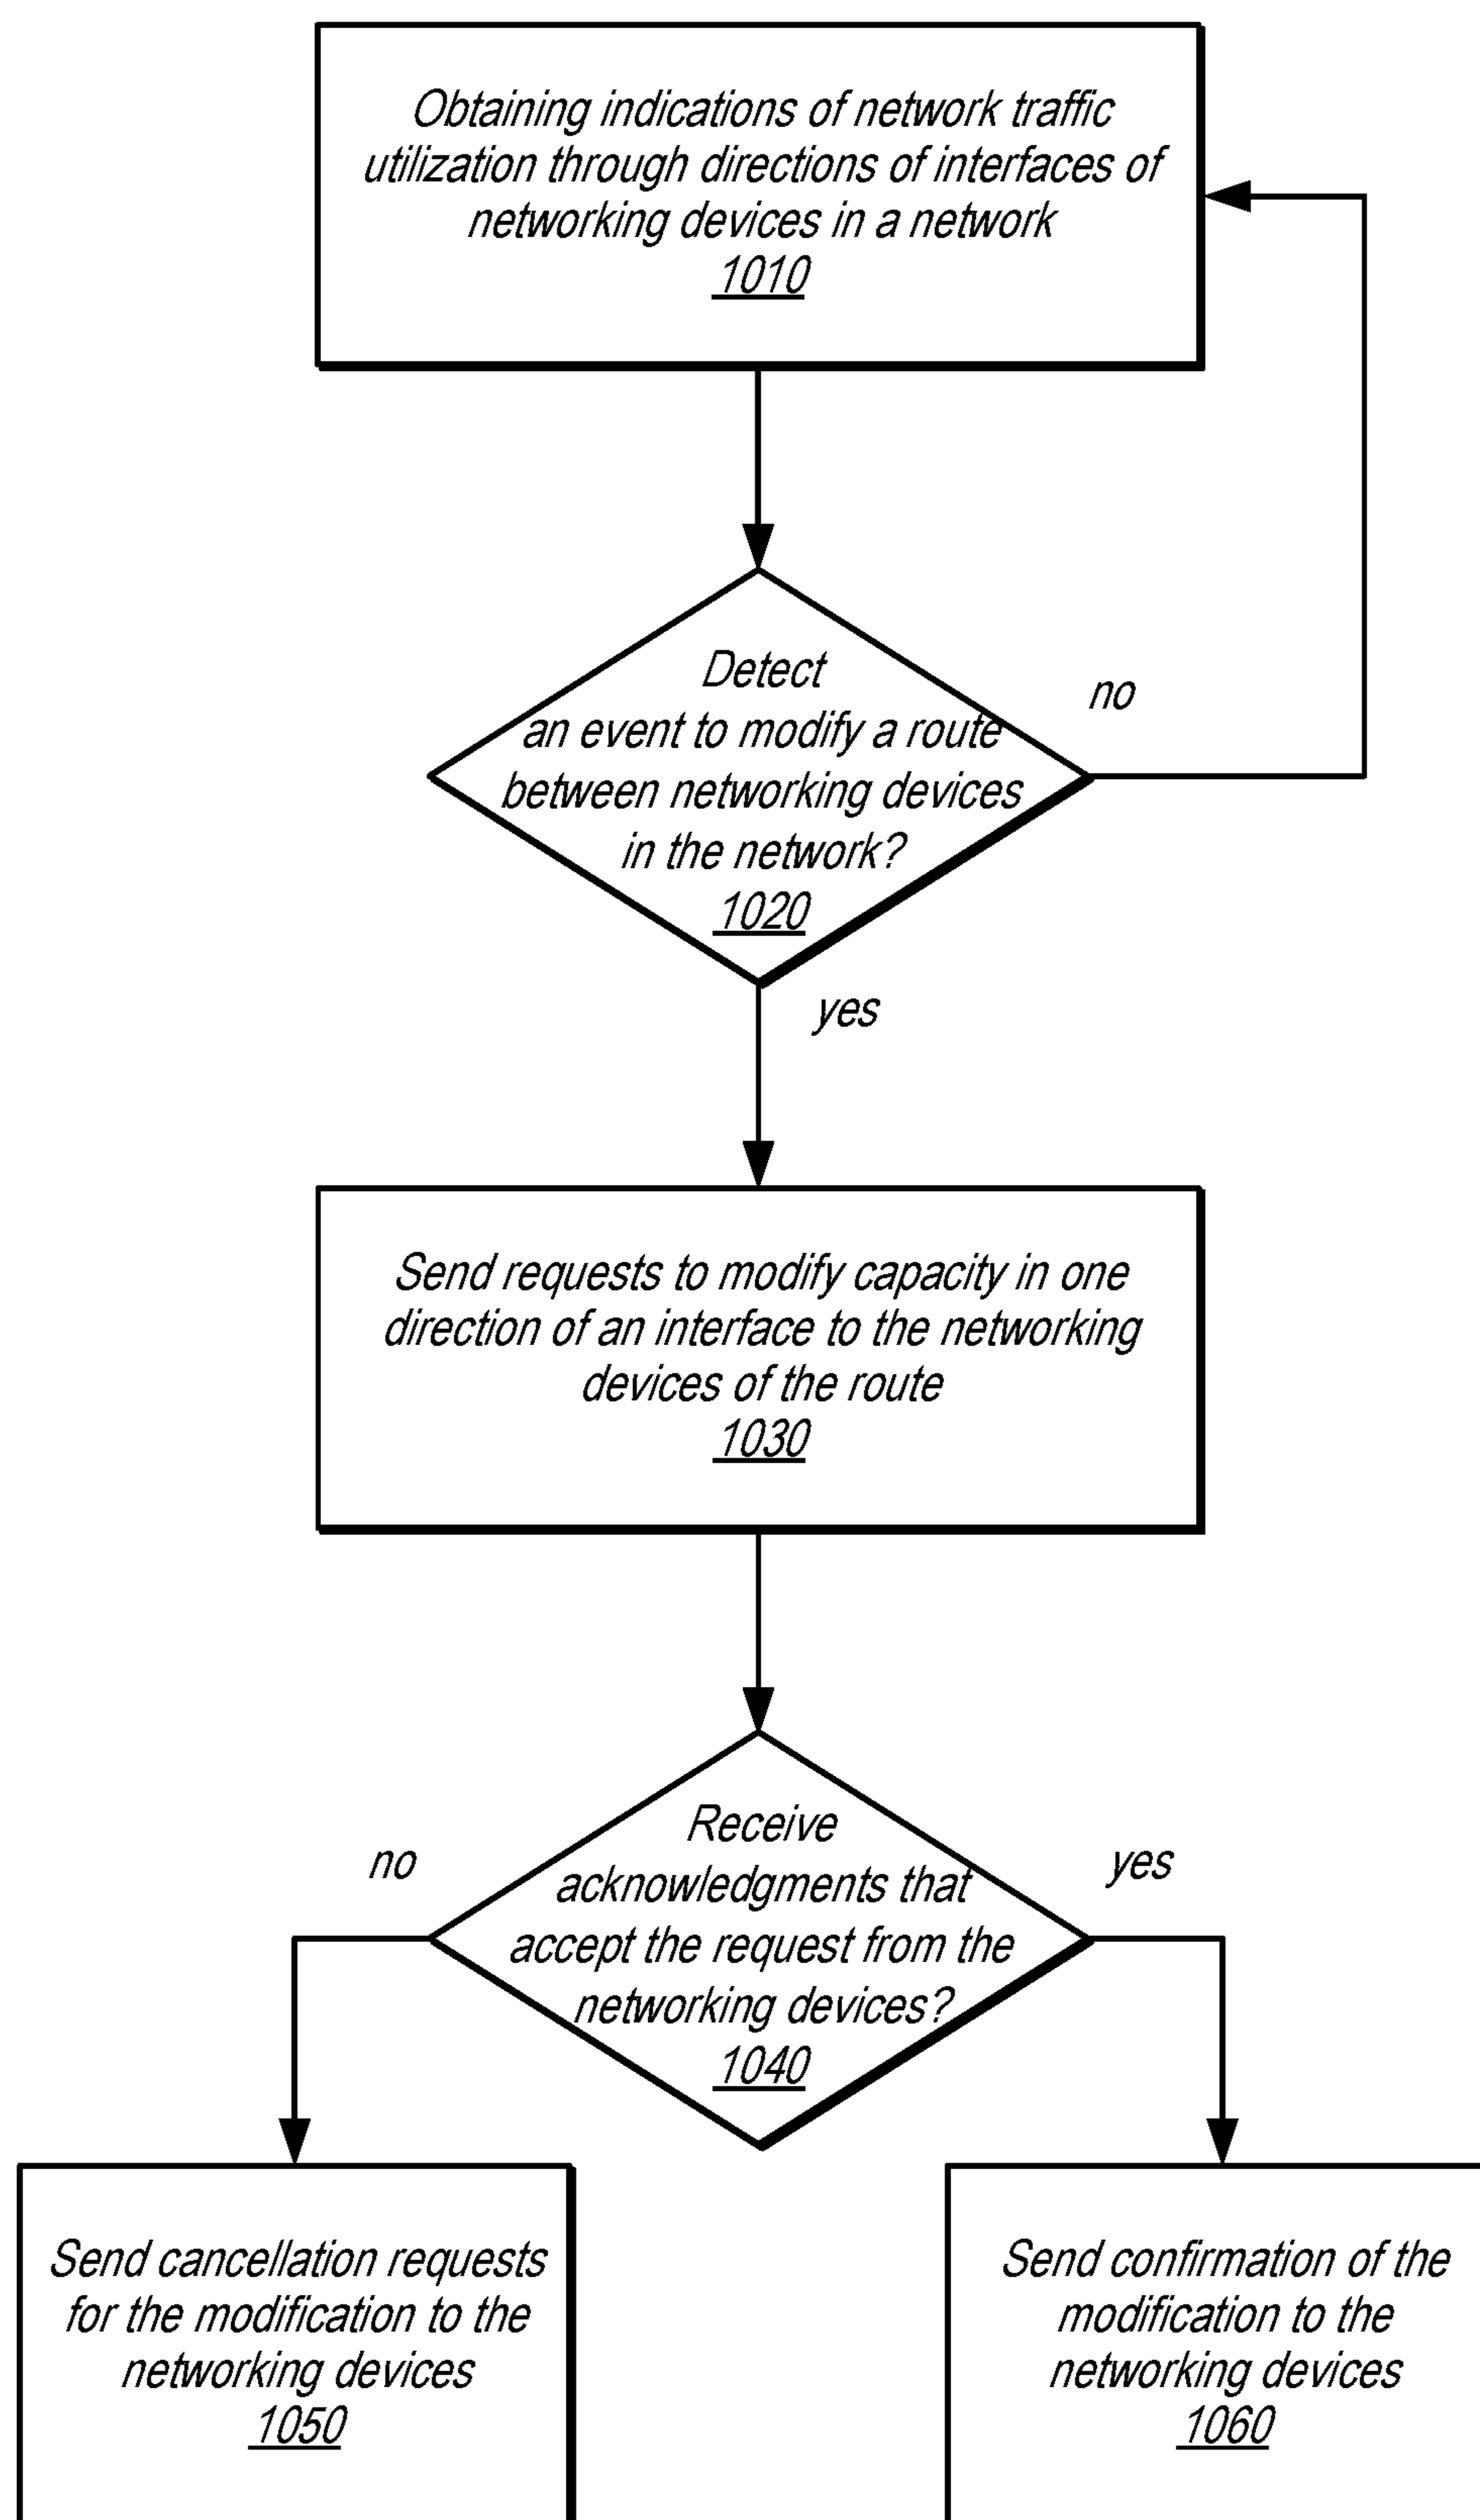 Obtaining indications of network traffic
utilization through directions of interfaces of
networking devices in a network
1010
Detect
an event to modify a route
between networking devices
in the network?
1020
no
yes
Send requests to modify capacity in one
direction of an interface to the networking
devices of the route
1030
Receive
acknowledgments that
accept the request from the
networking devices?
1040
no
yes
Send cancellation requests
for the modification to the
networking devices
1050
Send confirmation of the
modification to the
networking devices
1060